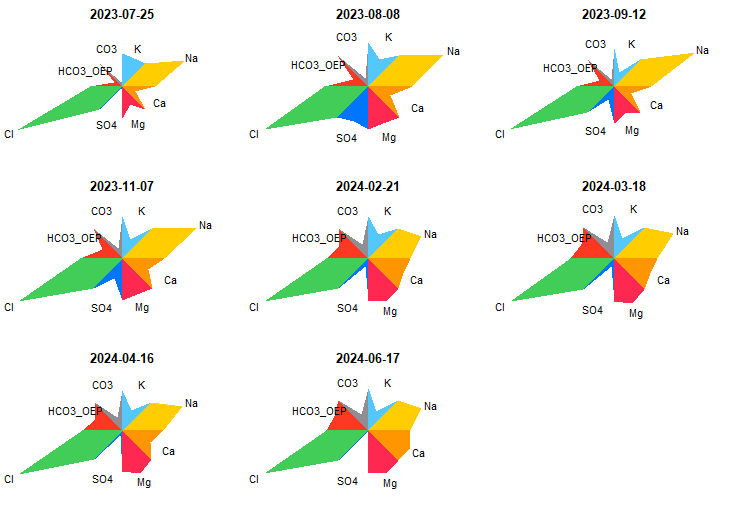 2023-07-25
CO3 K
HCO3_OEP Na
Ca
SO4 Mg
Cl
2023-08-08
CO3 K
HCO3_OEP Na
Ca
SO4 Mg
Cl
2023-09-12
CO3 K
HCO3_OEP Na
Ca
SO4 Mg
Cl
2023-11-07
CO3 K
HCO3_OEP Na
Ca
SO4 Mg
Cl
2024-02-21
CO3 K
HCO3_OEP Na
Ca
SO4 Mg
Cl
2024-03-18
CO3 K
HCO3_OEP Na
Ca
SO4 Mg
Cl
2024-04-16
CO3 K
HCO3_OEP Na
Ca
SO4 Mg
Cl
2024-06-17
CO3 K
HCO3_OEP Na
Ca
SO4 Mg
Cl